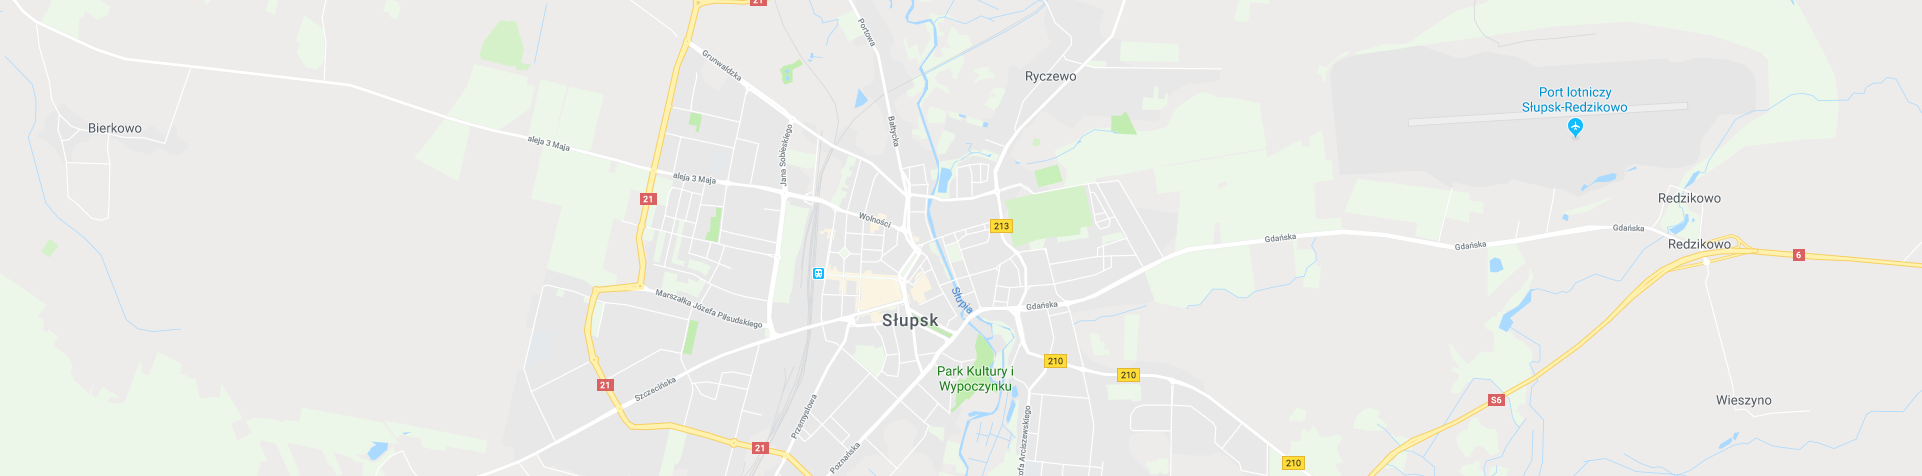 21
Grunwaldzka
Portowa
Ryczewo
Port lotniczy
Słupsk-Redzikowo
Bierkowo
aleja 3 Maja
Bałtycka
Jana Sobieskiego
aleja 3 Maja
21
Wolności
213
Redzikowo
Gdańska
Gdańska
Gdańska
Redzikowo
6
Marszałka Józefa Piłsudskiego
Słupia
Gdańska
Słupsk
210
210
Park Kultury i
Wypoczynku
21
Szczecińska
S6
Wieszyno
Przemysłowa
Poznańska
ofa Arciszewskiego
21
210